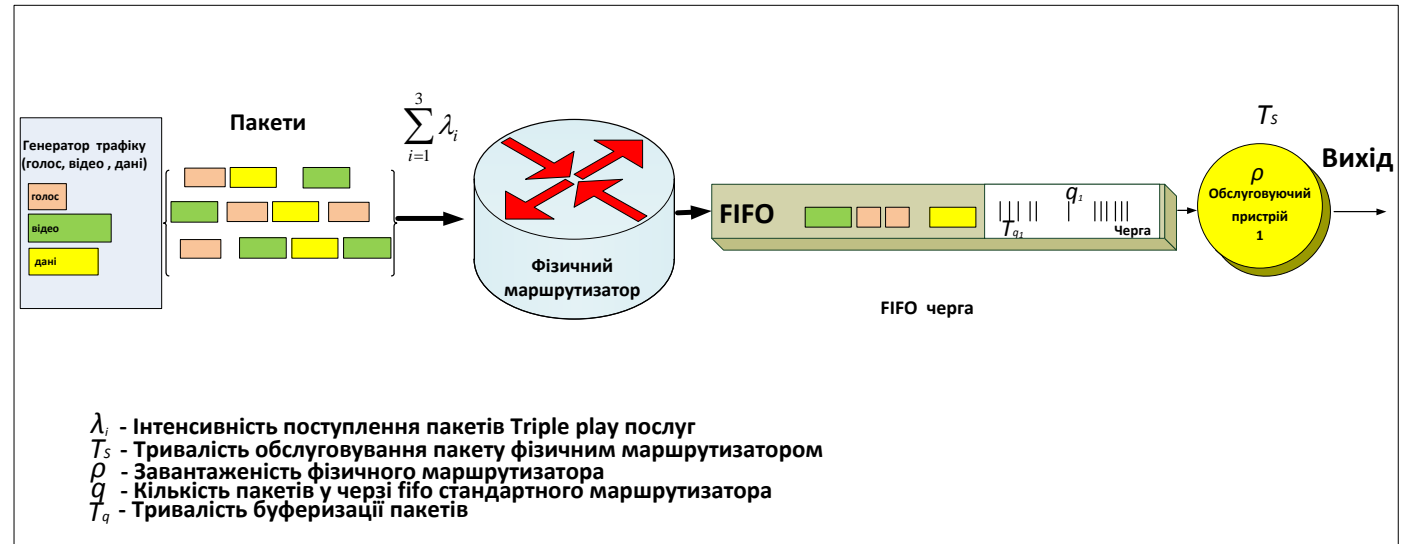 Генератор трафіку
(голос, відео , дані)
голос
відео
дані
Пакети
3
∑ λi
i=1
Фізичний
маршрутизатор
FIFO
q1
Tq1
Черга
FIFO черга
Ts
ρ
Обслуговуючий
пристрій
1
Вихід
λi - Інтенсивність поступлення пакетів Triple play послуг
Ts - Тривалість обслуговування пакету фізичним маршрутизатором
ρ - Завантаженість фізичного маршрутизатора
q - Кількість пакетів у черзі fifo стандартного маршрутизатора
Tq - Тривалість буферизації пакетів